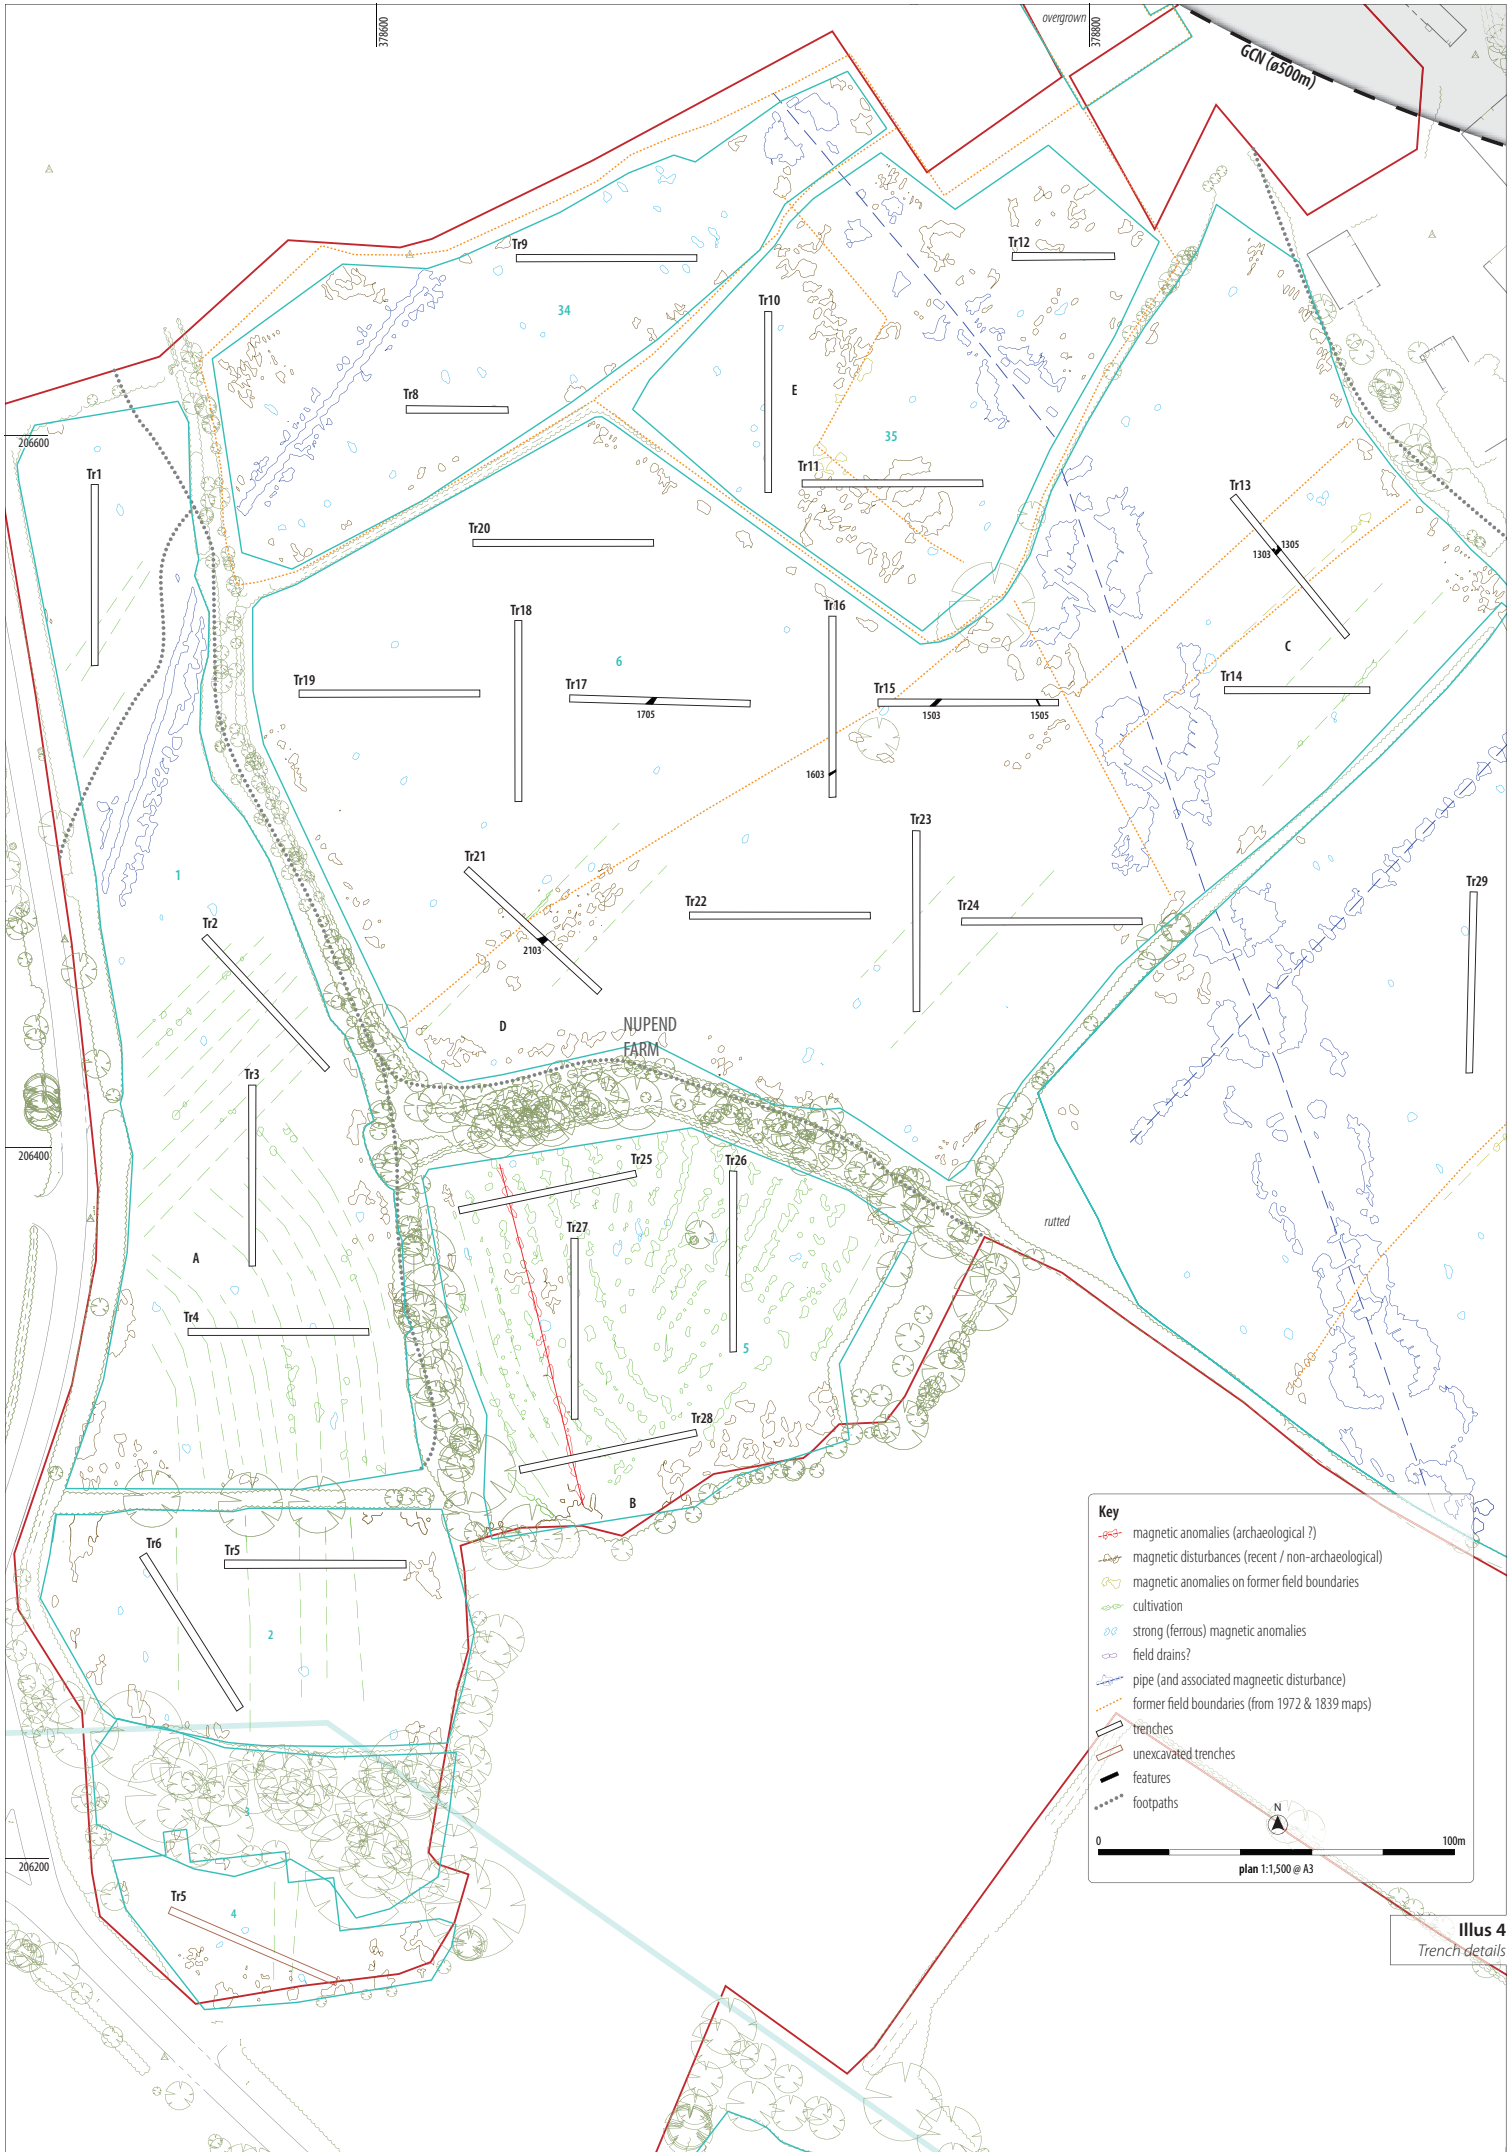 378600
overgrown
378800
GCN (ø500m)
Tr9
Tr12
34
Tr10
E
Tr8
35
206600
Tr1
Tr11
Tr13
Tr20
1305
1303
Tr18
Tr16
C
6
Tr19
Tr17
Tr15
Tr14
1705
1503
1505
1603
Tr23
Tr21
1
Tr29
Tr22
Tr24
Tr2
2103
D
NUPEND
FARM
Tr3
206400
Tr25
Tr26
rutted
Tr27
A
Tr4
5
Tr28
B
Key
magnetic anomalies (archaeological ?)
magnetic disturbances (recent / non-archaeological)
magnetic anomalies on former field boundaries
cultivation
strong (ferrous) magnetic anomalies
field drains?
pipe (and associated magneetic disturbance)
former field boundaries (from 1972 & 1839 maps)
trenches
unexcavated trenches
features
footpaths
N
0
100m
plan 1:1,500 @ A3
Tr6
Tr5
2
3
206200
Tr5
4
Illus 4
Trench details